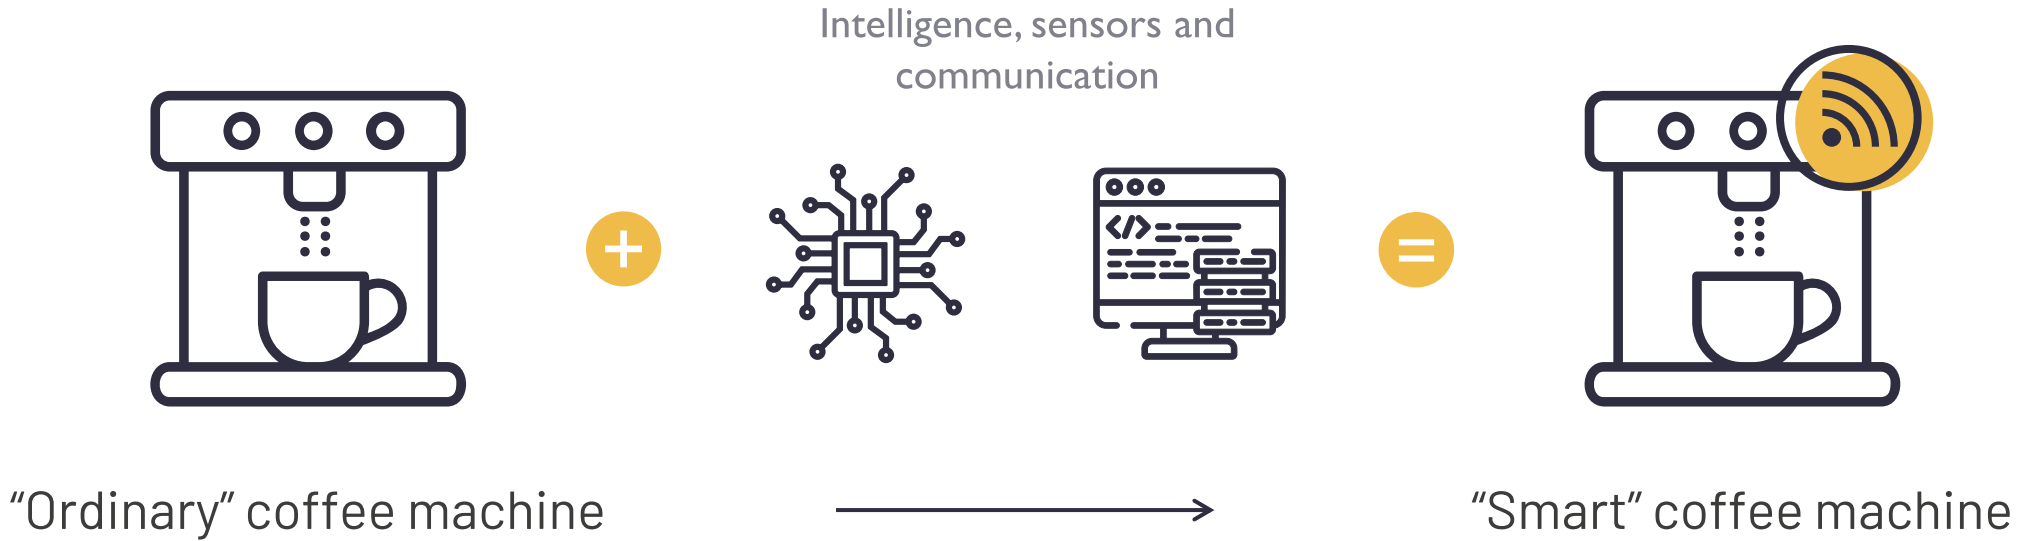 Intelligence, sensors and
communication
</>
“Ordinary” coffee machine
“Smart” coffee machine